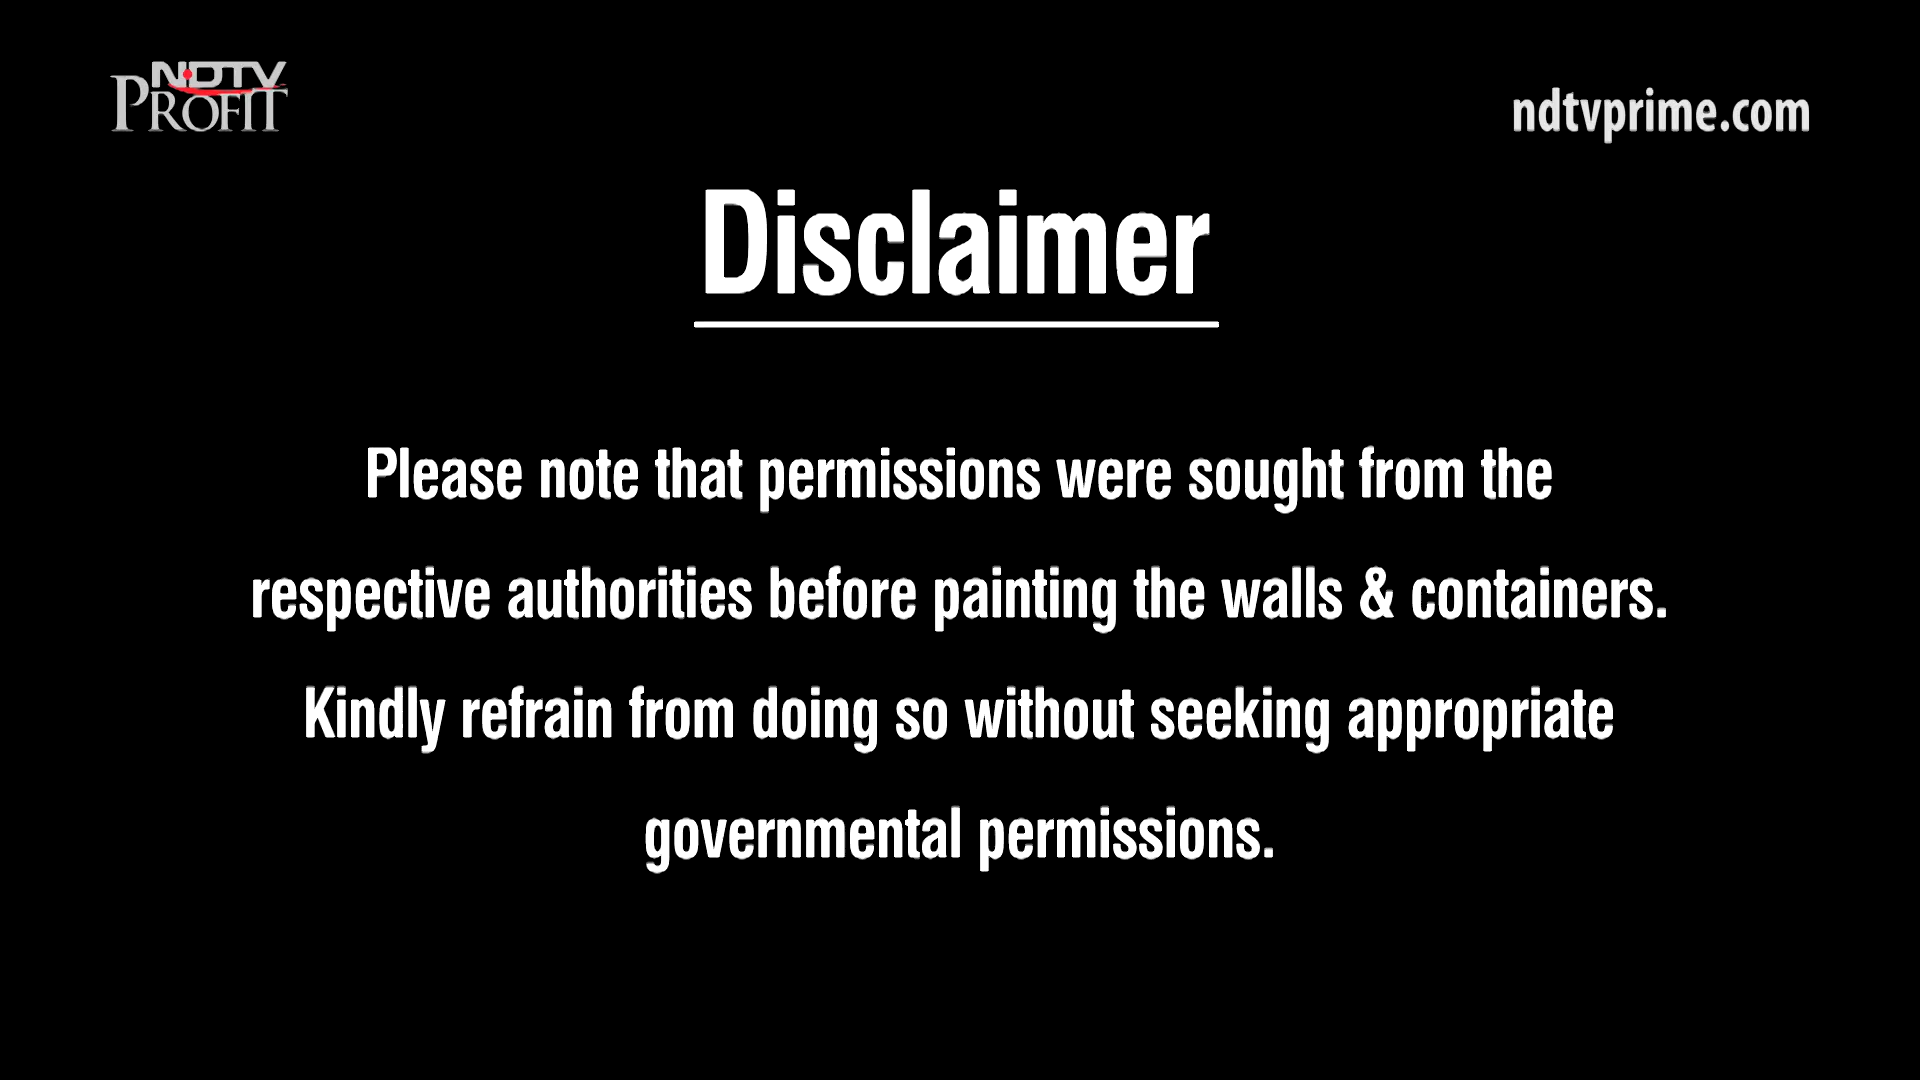 NDTV
PROFIT
ndtvprime.com
Disclaimer
Please note that permissions were sought from the
respective authorities before painting the walls & containers.
Kindly refrain from doing so without seeking appropriate
governmental permissions.